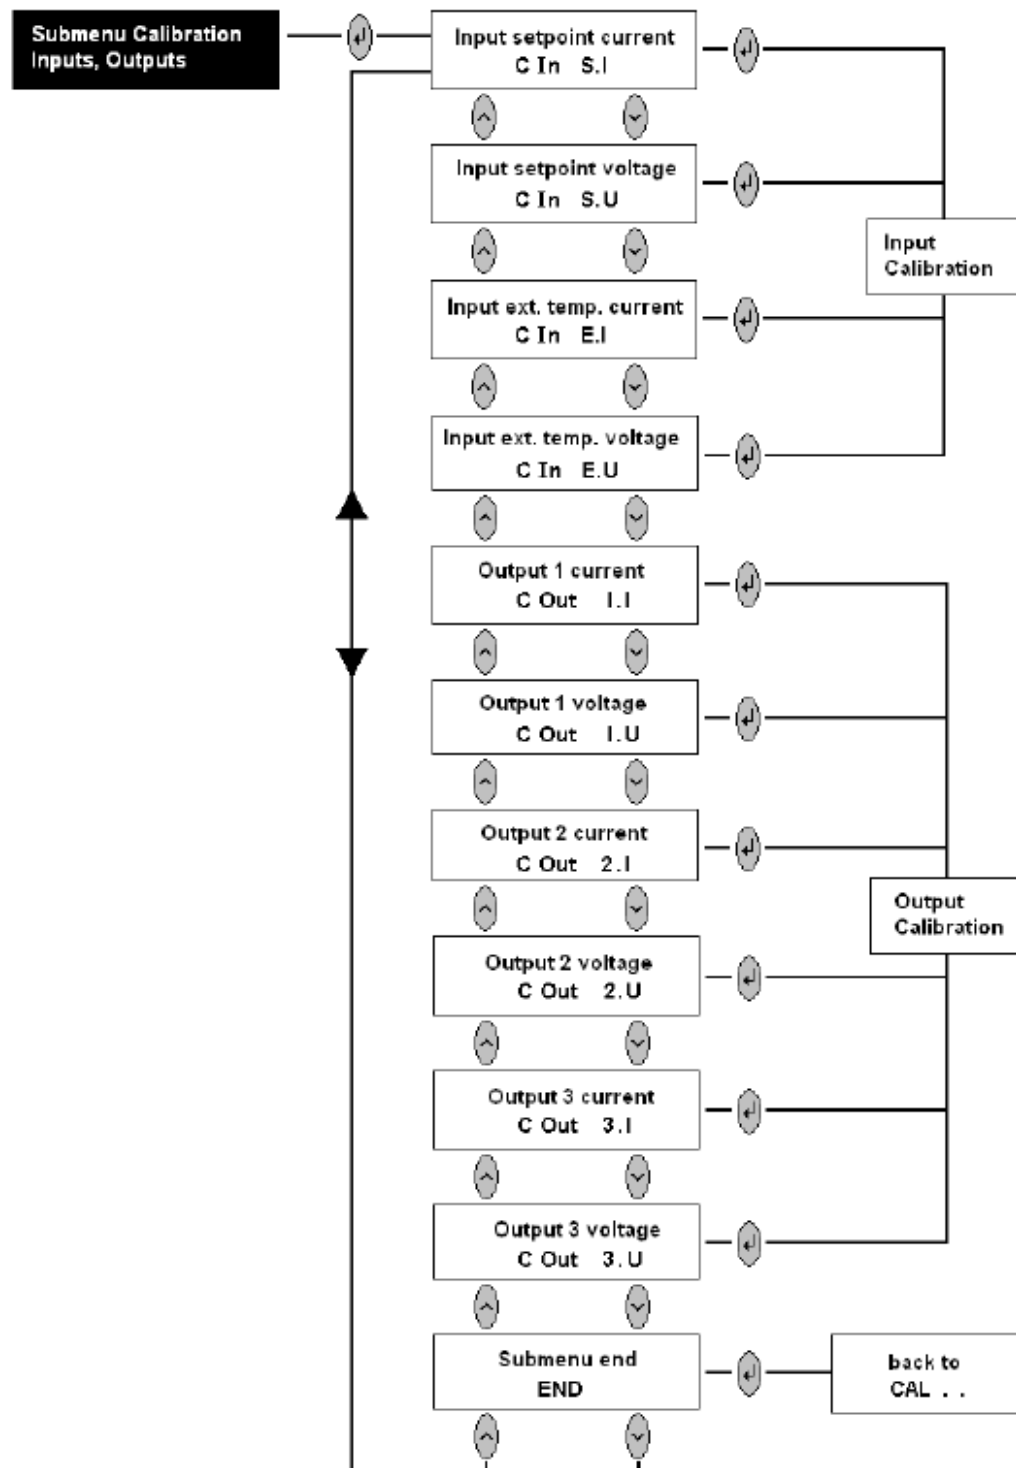 Submenu Calibration
Inputs, Outputs
Input setpoint current
C In S.I
Input setpoint voltage
C In S.U
Input
Calibration
Input ext. temp. current
C In E.I
Input ext. temp. voltage
C In E.U
Output 1 current
C Out I.I
Output 1 voltage
C Out I.U
Output 2 current
C Out 2.I
Output
Calibration
Output 2 voltage
C Out 2.U
Output 3 current
C Out 3.I
Output 3 voltage
C Out 3.U
Submenu end
END
back to
CAL . .